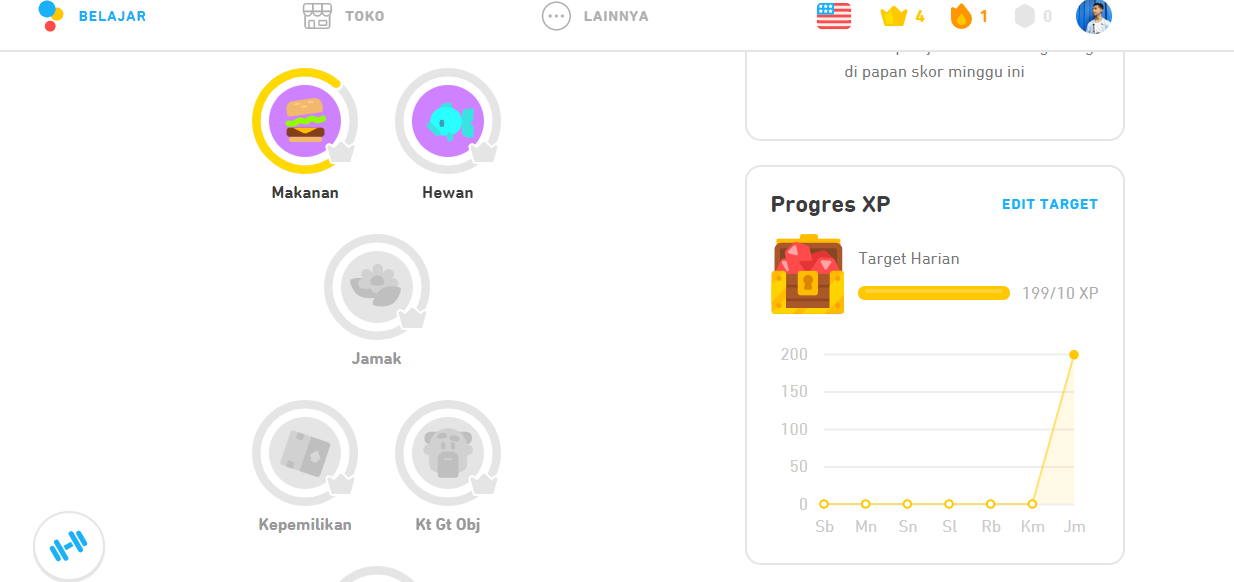 BELAJAR
TOKO
LAINNYA
4
1
0
di papan skor minggu ini
Makanan
Hewan
Jamak
Kepemilikan
Kt Gt Obj
Progres XP
EDIT TARGET
Target Harian
199/10 XP
200
150
100
50
0
Sb Mn Sn Sl Rb Km Jm